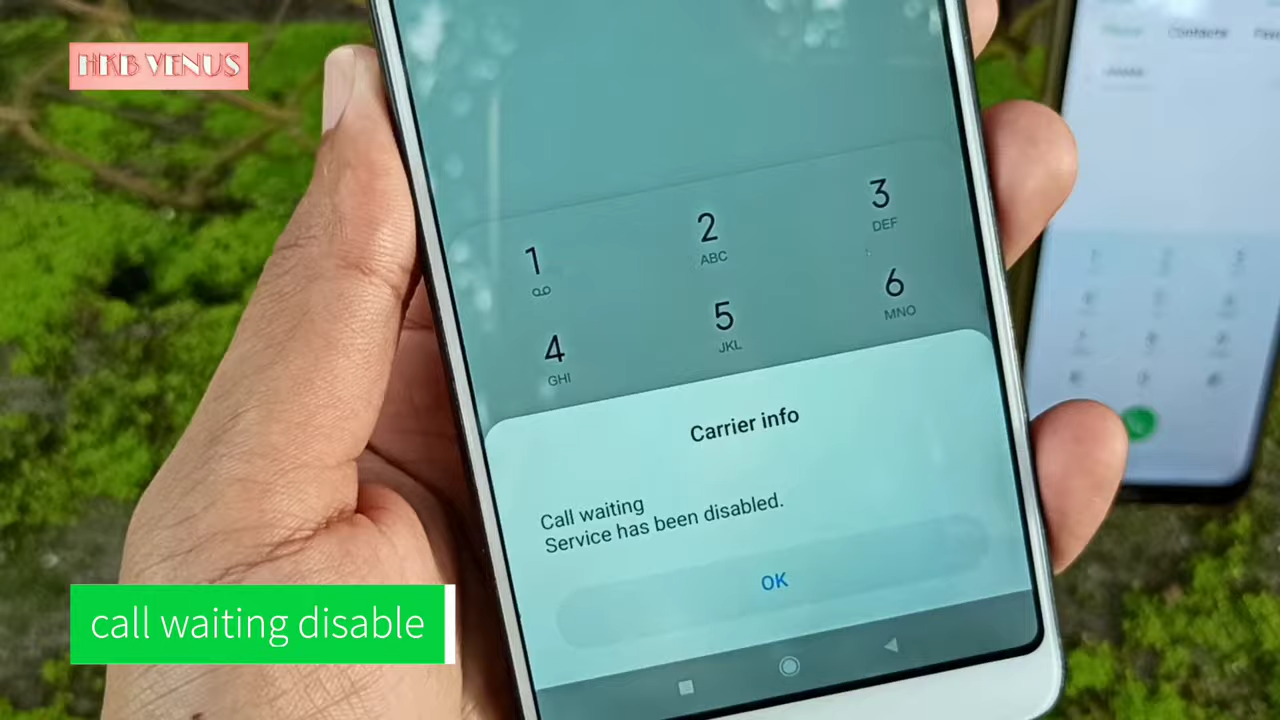 HKB VENUS
Contacts
1
2
ABC
3
DEF
4
GHI
5
JKL
6
MNO
Carrier info
Call waiting
Service has been disabled.
OK
call waiting disable